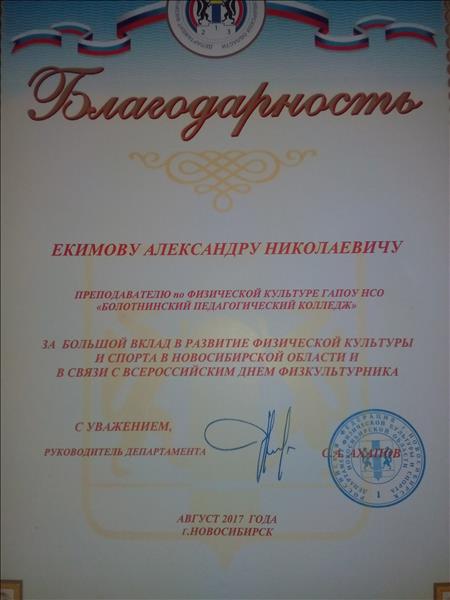 Благодарность
ЕКИМОВУ АЛЕКСАНДРУ НИКОЛАЕВИЧУ
ПРЕПОДАВАТЕЛЮ по ФИЗИЧЕСКОЙ КУЛЬТУРЕ ГАПОУ НСО
«БОЛОТНИНСКИЙ ПЕДАГОГИЧЕСКИЙ КОЛЛЕДЖ»
ЗА БОЛЬШОЙ ВКЛАД В РАЗВИТИЕ ФИЗИЧЕСКОЙ КУЛЬТУРЫ
И СПОРТА В НОВОСИБИРСКОЙ ОБЛАСТИ И
В СВЯЗИ С ВСЕРОССИЙСКИМ ДНЕМ ФИЗКУЛЬТУРНИКА
С УВАЖЕНИЕМ,
РУКОВОДИТЕЛЬ ДЕПАРТАМЕНТА С.А. АХАПОВ
АВГУСТ 2017 ГОДА
г.НОВОСИБИРСК